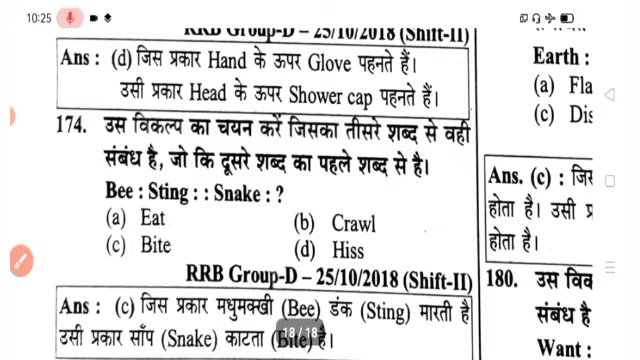 10:25
RRB Group-D – 25/10/2018 (Shift-II)
Ans : (d) जिस प्रकार Hand के ऊपर Glove पहनते हैं।
उसी प्रकार Head के ऊपर Shower cap पहनते हैं।
174. उस विकल्प का चयन करें जिसका तीसरे शब्द से वही
संबंध है, जो कि दूसरे शब्द का पहले शब्द से है।
Bee : Sting : : Snake : ?
(a) Eat (b) Crawl
(c) Bite (d) Hiss
RRB Group-D – 25/10/2018 (Shift-II)
Ans : (c) जिस प्रकार मधुमक्खी (Bee) डंक (Sting) मारती है
उसी प्रकार साँप (Snake) काटता (Bite) है।
18 / 18
Earth :
(a)
(c)
Ans. (c) : जिस
होता है। उसी
होता है।
180. उस
संबंध है
Want :